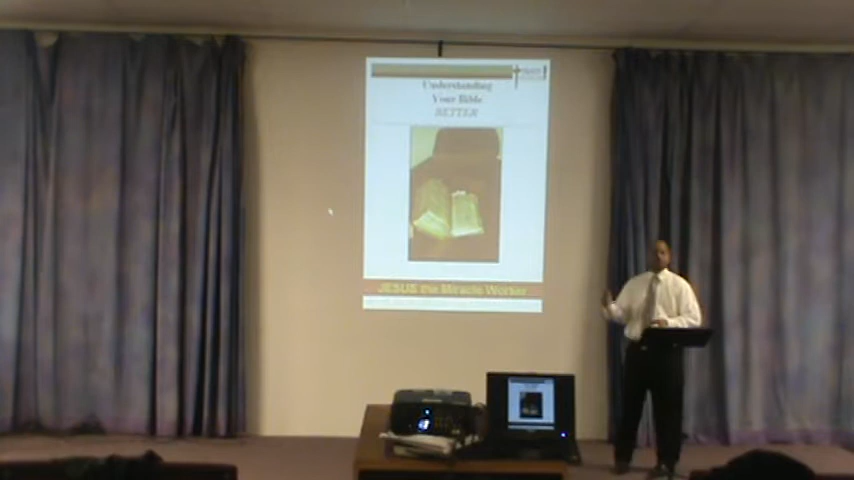 Understanding
Your Bible
BETTER
JESUS the Miracle Worker